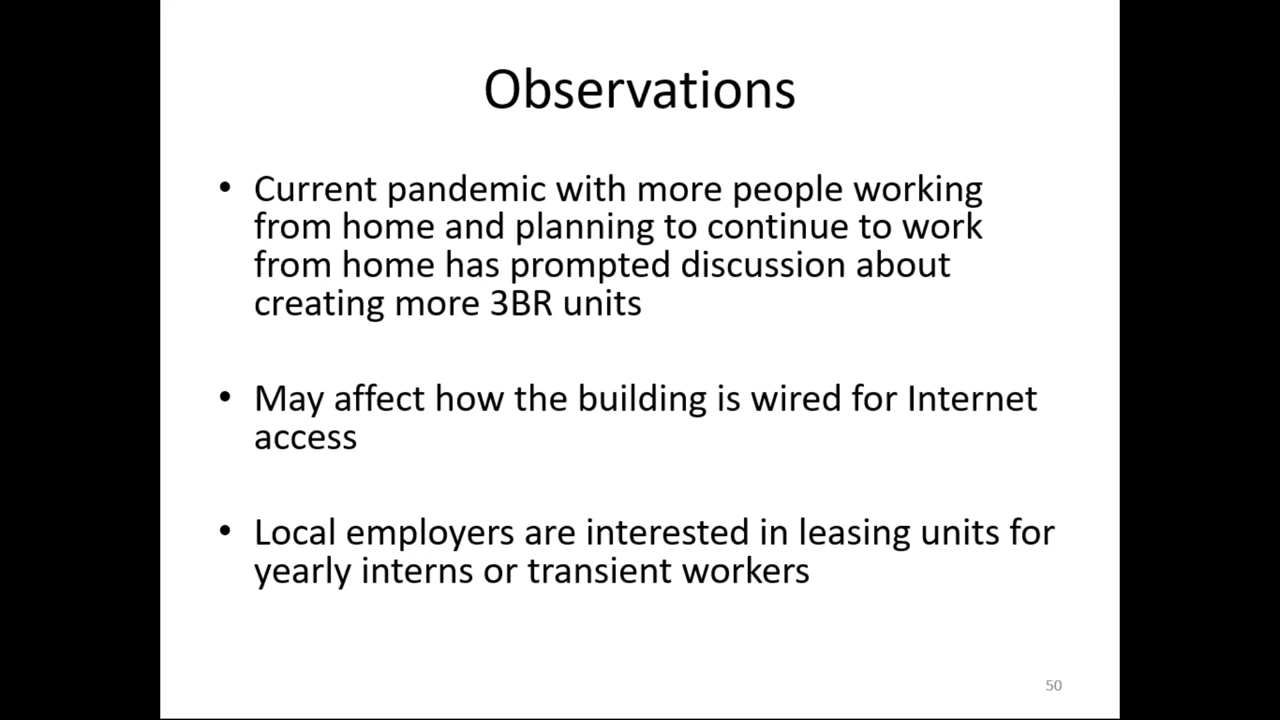 Observations
• Current pandemic with more people working
from home and planning to continue to work
from home has prompted discussion about
creating more 3BR units
• May affect how the building is wired for Internet
access
• Local employers are interested in leasing units for
yearly interns or transient workers
50